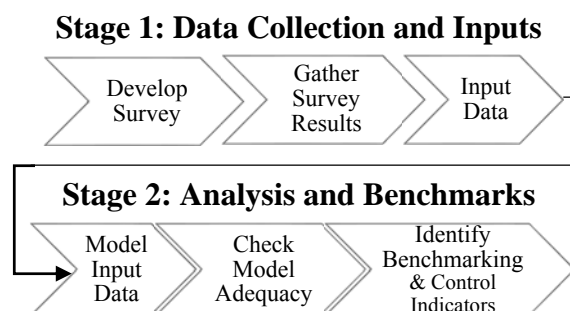 Stage 1: Data Collection and Inputs
Develop
Survey
Gather
Survey
Results
Input
Data
Stage 2: Analysis and Benchmarks
Model
Input
Data
Check
Model
Adequacy
Identify
Benchmarking
& Control
Indicators